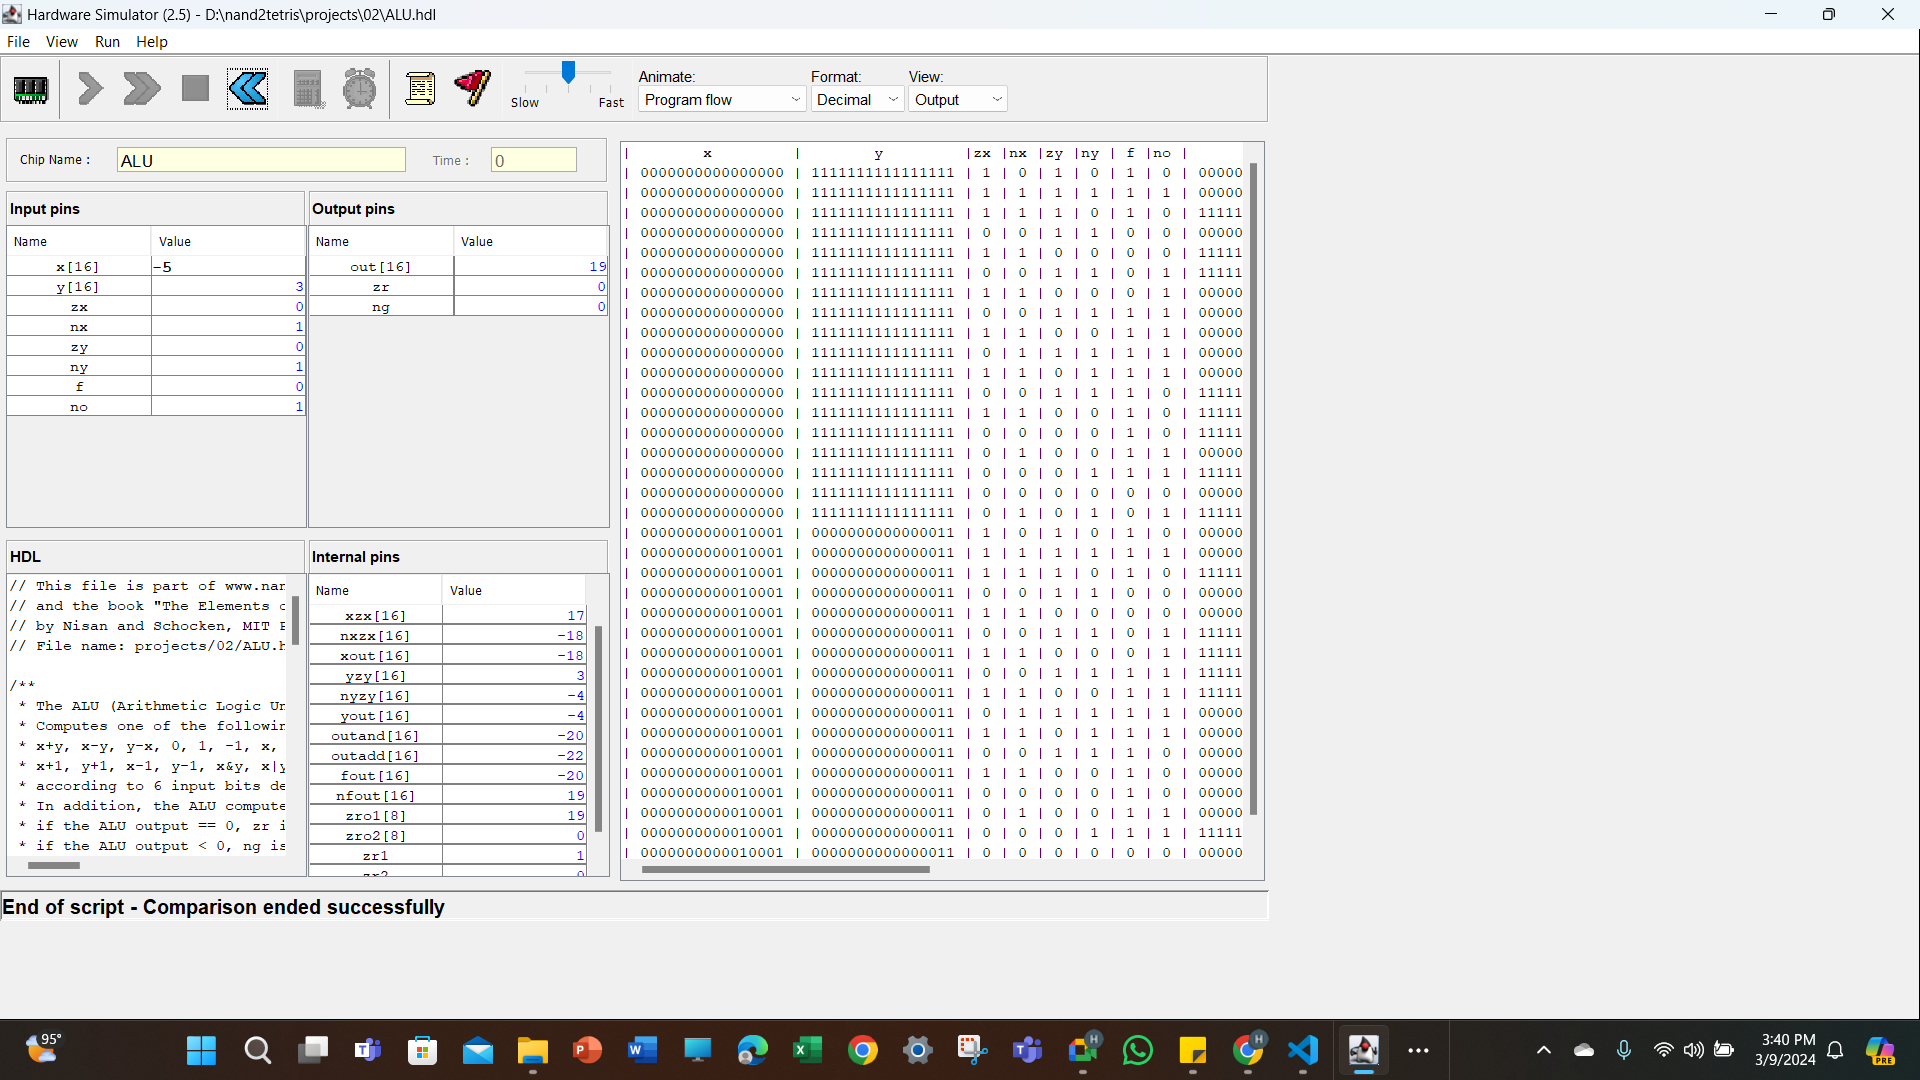 Hardware Simulator (2.5) - D:\nand2tetris\projects\02\ALU.hdl
File View Run Help
Slow Fast
Animate: Format: View:
Program flow Decimal Output
Chip Name : ALU Time : 0
Input pins
Name Value
x[16] -5
y[16] 3
zx 0
nx 1
zy 0
ny 1
f 0
no 1
Output pins
Name Value
out[16] 19
zr 0
ng 0
HDL
// This file is part of www.nan
// and the book "The Elements c
// by Nisan and Schocken, MIT P
// File name: projects/02/ALU.h
/**
* The ALU (Arithmetic Logic Un
* Computes one of the followin
* x+y, x-y, y-x, 0, 1, -1, x,
* x+1, y+1, x-1, y-1, x&y, x|y
* according to 6 input bits de
* In addition, the ALU compute
* if the ALU output == 0, zr i
* if the ALU output < 0, ng is
Internal pins
Name Value
xzx[16] 17
nxzx[16] -18
xout[16] -18
yzy[16] 3
nyzy[16] -4
yout[16] -4
outand[16] -20
outadd[16] -22
fout[16] -20
nfout[16] 19
zro1[8] 19
zro2[8] 0
zr1 1
zr2 0
| x | y |zx |nx |zy |ny | f |no |
| 0000000000000000 | 1111111111111111 | 1 | 0 | 1 | 0 | 1 | 0 | 00000
| 0000000000000000 | 1111111111111111 | 1 | 1 | 1 | 1 | 1 | 1 | 00000
| 0000000000000000 | 1111111111111111 | 1 | 1 | 1 | 0 | 1 | 0 | 11111
| 0000000000000000 | 1111111111111111 | 0 | 0 | 1 | 1 | 0 | 0 | 00000
| 0000000000000000 | 1111111111111111 | 1 | 1 | 0 | 0 | 0 | 0 | 11111
| 0000000000000000 | 1111111111111111 | 0 | 0 | 1 | 1 | 0 | 1 | 11111
| 0000000000000000 | 1111111111111111 | 1 | 1 | 0 | 0 | 0 | 1 | 00000
| 0000000000000000 | 1111111111111111 | 0 | 0 | 1 | 1 | 1 | 1 | 00000
| 0000000000000000 | 1111111111111111 | 1 | 1 | 0 | 0 | 1 | 1 | 00000
| 0000000000000000 | 1111111111111111 | 0 | 1 | 1 | 1 | 1 | 1 | 00000
| 0000000000000000 | 1111111111111111 | 1 | 1 | 0 | 1 | 1 | 1 | 00000
| 0000000000000000 | 1111111111111111 | 0 | 0 | 1 | 1 | 1 | 0 | 11111
| 0000000000000000 | 1111111111111111 | 1 | 1 | 0 | 0 | 1 | 0 | 11111
| 0000000000000000 | 1111111111111111 | 0 | 0 | 0 | 0 | 1 | 0 | 11111
| 0000000000000000 | 1111111111111111 | 0 | 1 | 0 | 0 | 1 | 1 | 00000
| 0000000000000000 | 1111111111111111 | 0 | 0 | 0 | 1 | 1 | 1 | 11111
| 0000000000000000 | 1111111111111111 | 0 | 0 | 0 | 0 | 0 | 0 | 00000
| 0000000000000000 | 1111111111111111 | 0 | 1 | 0 | 1 | 0 | 1 | 11111
| 0000000000010001 | 0000000000000011 | 1 | 0 | 1 | 0 | 1 | 0 | 00000
| 0000000000010001 | 0000000000000011 | 1 | 1 | 1 | 1 | 1 | 1 | 00000
| 0000000000010001 | 0000000000000011 | 1 | 1 | 1 | 0 | 1 | 0 | 11111
| 0000000000010001 | 0000000000000011 | 0 | 0 | 1 | 1 | 0 | 0 | 00000
| 0000000000010001 | 0000000000000011 | 1 | 1 | 0 | 0 | 0 | 0 | 00000
| 0000000000010001 | 0000000000000011 | 0 | 0 | 1 | 1 | 0 | 1 | 11111
| 0000000000010001 | 0000000000000011 | 1 | 1 | 0 | 0 | 0 | 1 | 11111
| 0000000000010001 | 0000000000000011 | 0 | 0 | 1 | 1 | 1 | 1 | 11111
| 0000000000010001 | 0000000000000011 | 1 | 1 | 0 | 0 | 1 | 1 | 11111
| 0000000000010001 | 0000000000000011 | 0 | 1 | 1 | 1 | 1 | 1 | 00000
| 0000000000010001 | 0000000000000011 | 1 | 1 | 0 | 1 | 1 | 1 | 00000
| 0000000000010001 | 0000000000000011 | 0 | 0 | 1 | 1 | 1 | 0 | 00000
| 0000000000010001 | 0000000000000011 | 1 | 1 | 0 | 0 | 1 | 0 | 00000
| 0000000000010001 | 0000000000000011 | 0 | 0 | 0 | 0 | 1 | 0 | 00000
| 0000000000010001 | 0000000000000011 | 0 | 1 | 0 | 0 | 1 | 1 | 00000
| 0000000000010001 | 0000000000000011 | 0 | 0 | 0 | 1 | 1 | 1 | 11111
| 0000000000010001 | 0000000000000011 | 0 | 0 | 0 | 0 | 0 | 0 | 00000
End of script - Comparison ended successfully
95°
3:40 PM
3/9/2024
PRE